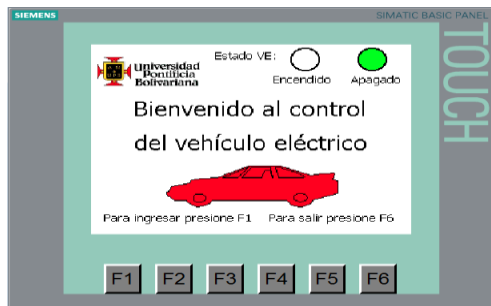 SIEMENS
SIMATIC BASIC PANEL
TOUCH
Universidad
Pontificia
Bolivariana
Estado VE:
Encendido
Apagado
Bienvenido al control
del vehículo eléctrico
Para ingresar presione F1
Para salir presione F6
F1 F2 F3 F4 F5 F6